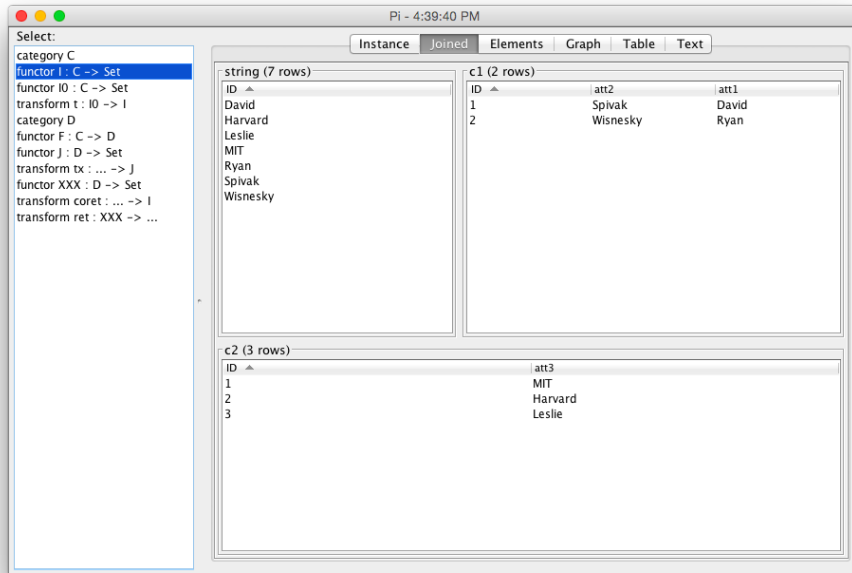 Pi - 4:39:40 PM
Select:
category C
functor I : C -> Set
functor I0 : C -> Set
transform t : I0 -> I
category D
functor F : C -> D
functor J : D -> Set
transform tx : ... -> J
functor XXX : D -> Set
transform coret : ... -> I
transform ret : XXX -> ...
Instance Joined Elements Graph Table Text
string (7 rows)
ID
David
Harvard
Leslie
MIT
Ryan
Spivak
Wisnesky
c1 (2 rows)
ID att2 att1
1 Spivak David
2 Wisnesky Ryan
c2 (3 rows)
ID att3
1 MIT
2 Harvard
3 Leslie